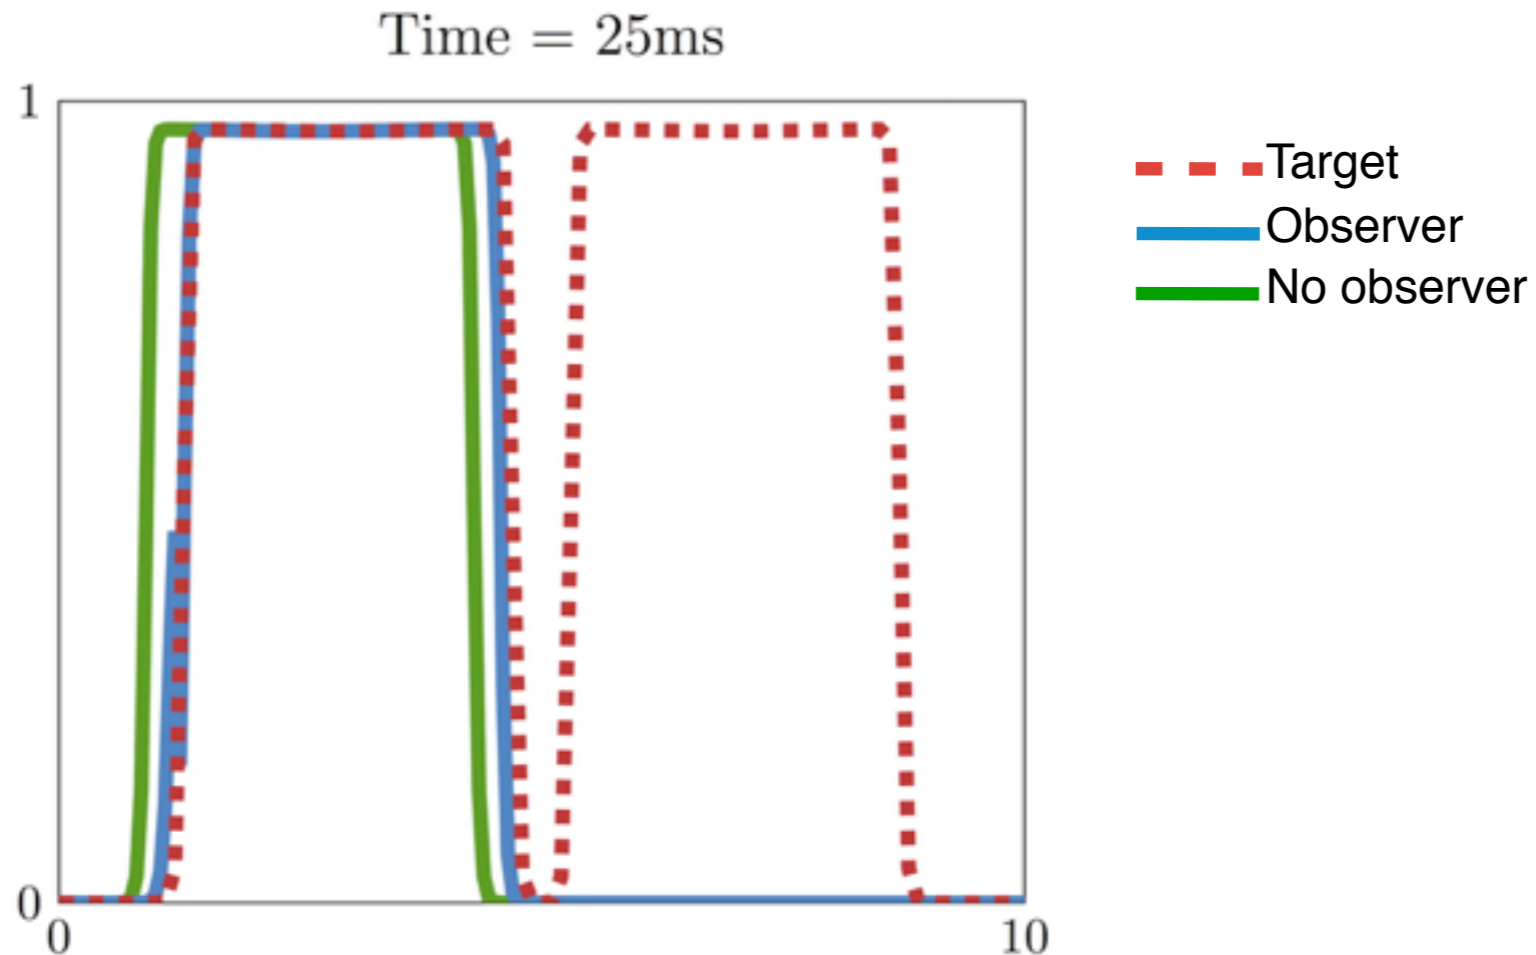 Time = 25ms
1
Target
Observer
No observer
0
0
10